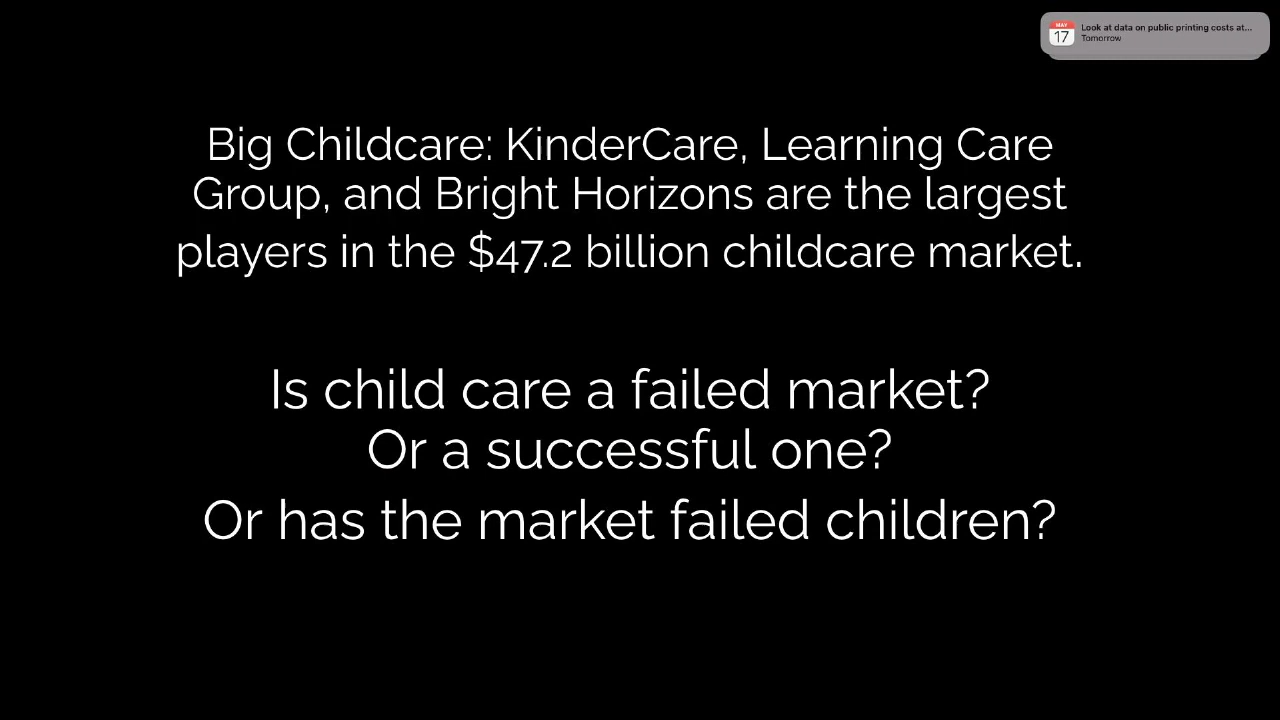 MAY
17
Look at data on public printing costs at...
Tomorrow
Big Childcare: KinderCare, Learning Care
Group, and Bright Horizons are the largest
players in the $47.2 billion childcare market.
Is child care a failed market?
Or a successful one?
Or has the market failed children?